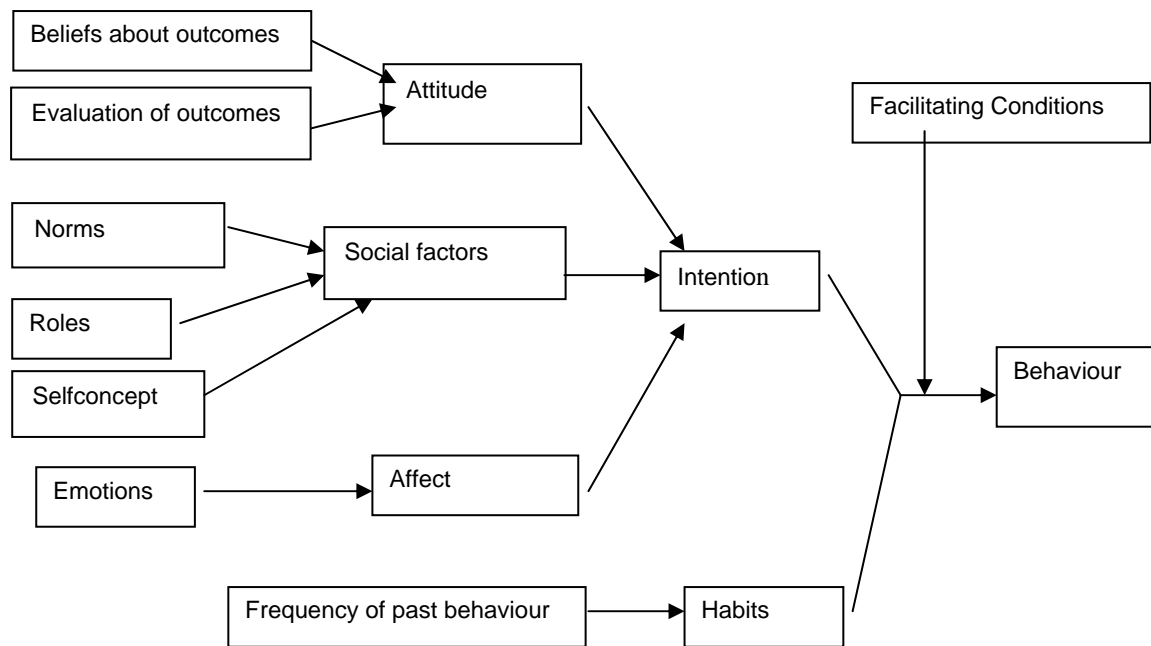 Beliefs about outcomes
Evaluation of outcomes
Attitude
Facilitating Conditions
Norms
Roles
Selfconcept
Social factors
Intention
Behaviour
Emotions
Affect
Frequency of past behaviour
Habits